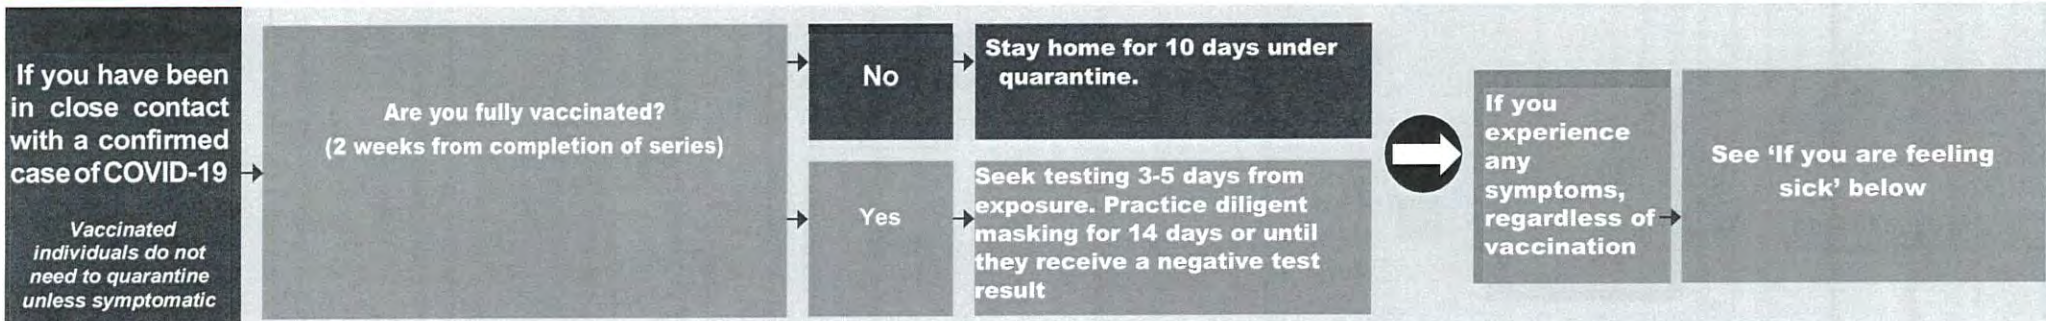 If you have been
in close contact
with a confirmed
case of COVID-19
Vaccinated
individuals do not
need to quarantine
unless symptomatic
Are you fully vaccinated?
(2 weeks from completion of series)
No
Stay home for 10 days under
quarantine.
Yes
Seek testing 3-5 days from
exposure. Practice diligent
masking for 14 days or until
they receive a negative test
result
If you
experience
any
symptoms,
regardless of
vaccination
See ‘If you are feeling
sick’ below